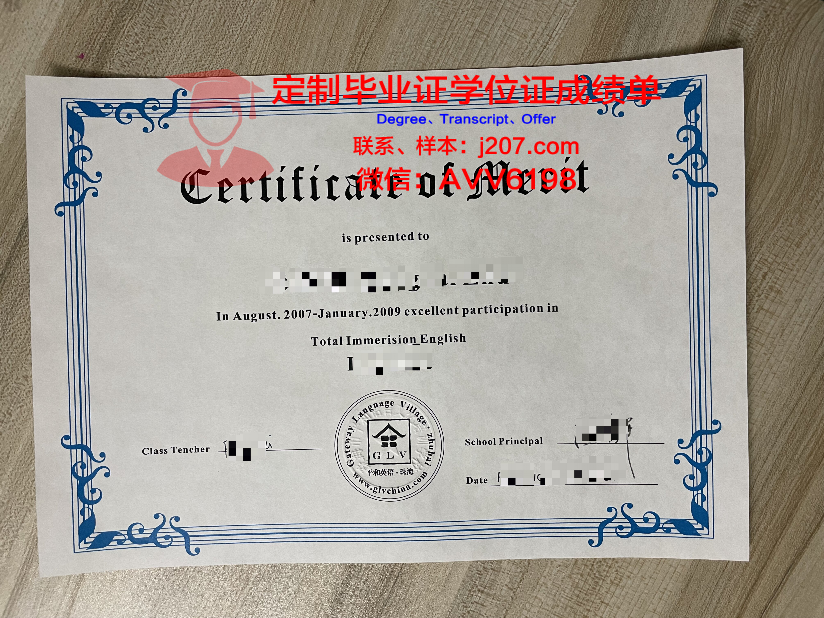 定制毕业证学位证成绩单
Degree、Transcript、Offer
联系、样本：j207.com
微信：AVV6198
Certificate of Merit
is presented to
In August. 2007-January.2009 excellent participation in
Total Immerision English
Class Tencher
School Principal
Date
Gateway Language Village · zhuhai
GLV
www.glvchina.com